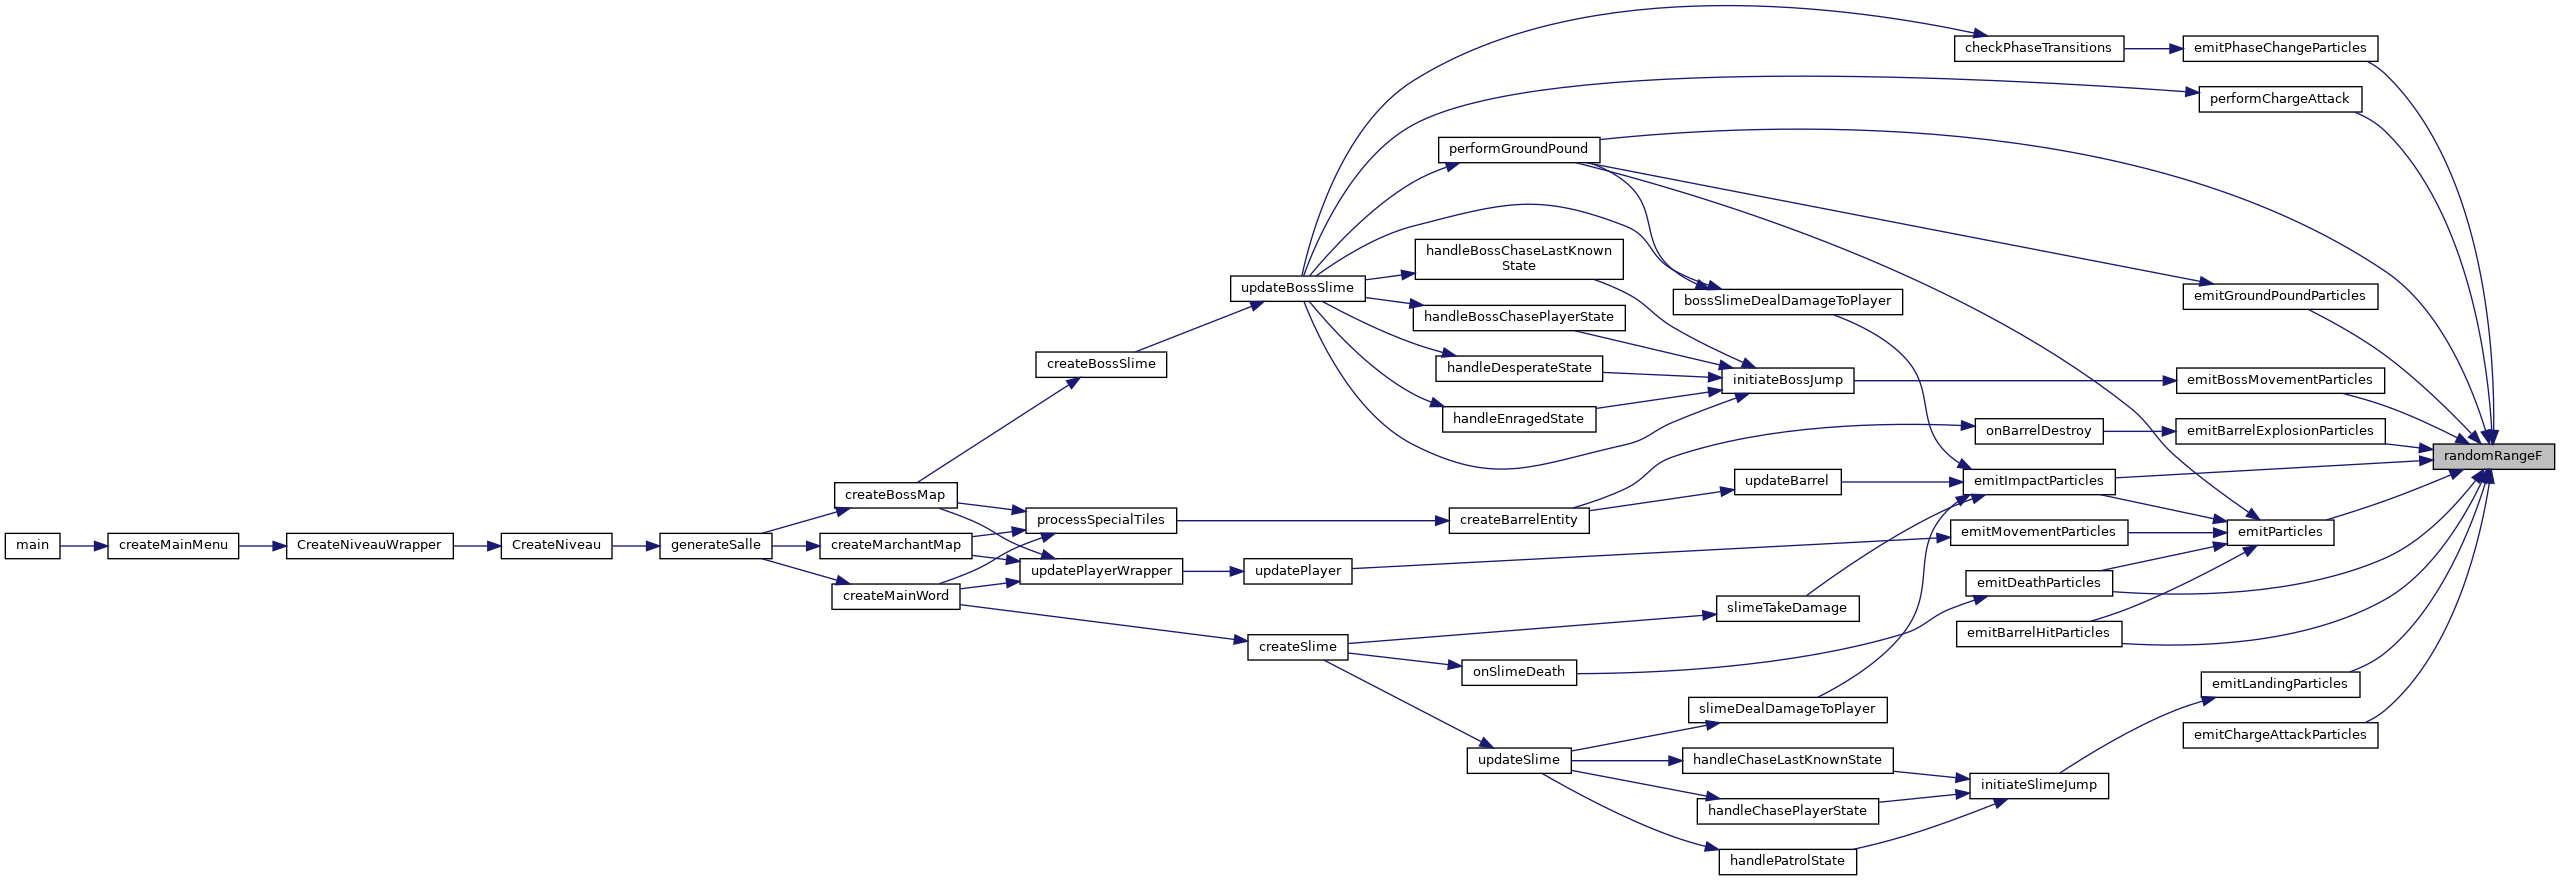 checkPhaseTransitions
emitPhaseChangeParticles
performChargeAttack
performGroundPound
handleBossChaseLastKnown
State
updateBossSlime
bossSlimeDealDamageToPlayer
emitGroundPoundParticles
handleBossChasePlayerState
createBossSlime
handleDesperateState
initiateBossJump
emitBossMovementParticles
handleEnragedState
onBarrelDestroy
emitBarrelExplosionParticles
randomRangeF
createBossMap
updateBarrel
emitImpactParticles
processSpecialTiles
createBarrelEntity
main
createMainMenu
CreateNiveauWrapper
CreateNiveau
generateSalle
createMarchantMap
emitMovementParticles
emitParticles
updatePlayerWrapper
updatePlayer
emitDeathParticles
createMainWord
slimeTakeDamage
emitBarrelHitParticles
createSlime
onSlimeDeath
emitLandingParticles
slimeDealDamageToPlayer
emitChargeAttackParticles
updateSlime
handleChaseLastKnownState
initiateSlimeJump
handleChasePlayerState
handlePatrolState